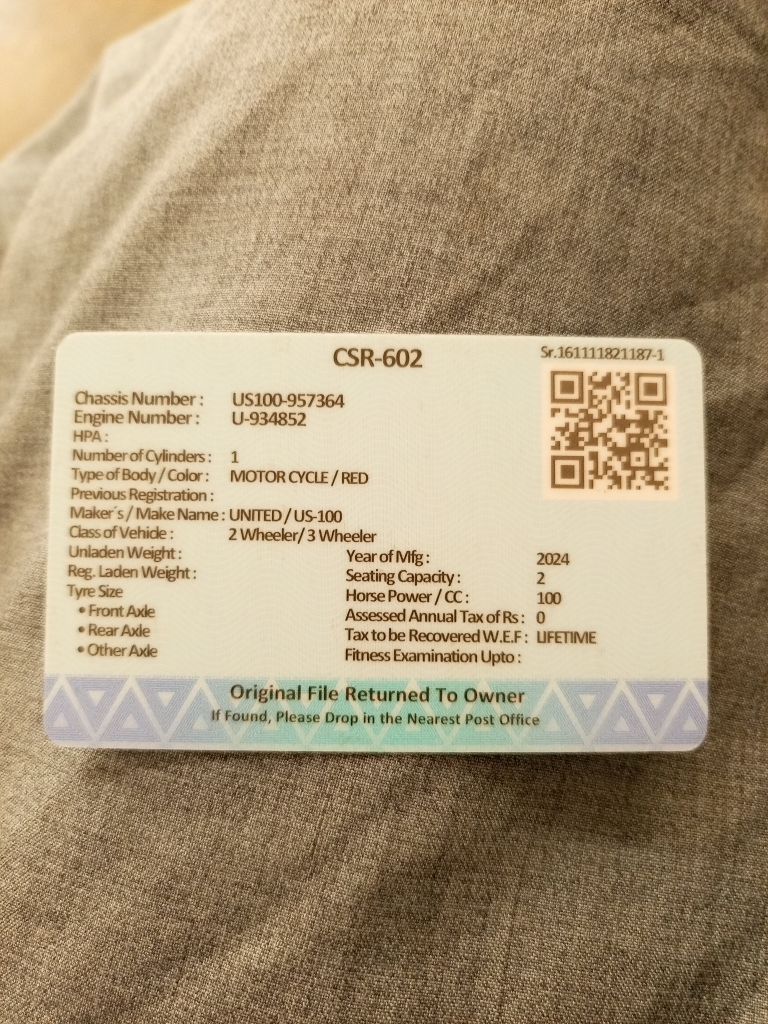 CSR-602
Sr.161111821187-1
Chassis Number : US100-957364
Engine Number : U-934852
HPA :
Number of Cylinders : 1
Type of Body / Color : MOTOR CYCLE / RED
Previous Registration :
Maker´s / Make Name : UNITED / US-100
Class of Vehicle : 2 Wheeler/ 3 Wheeler
Unladen Weight :
Reg. Laden Weight :
Tyre Size
• Front Axle
• Rear Axle
• Other Axle
Year of Mfg : 2024
Seating Capacity : 2
Horse Power / CC : 100
Assessed Annual Tax of Rs : 0
Tax to be Recovered W.E.F : LIFETIME
Fitness Examination Upto :
Original File Returned To Owner
If Found, Please Drop in the Nearest Post Office